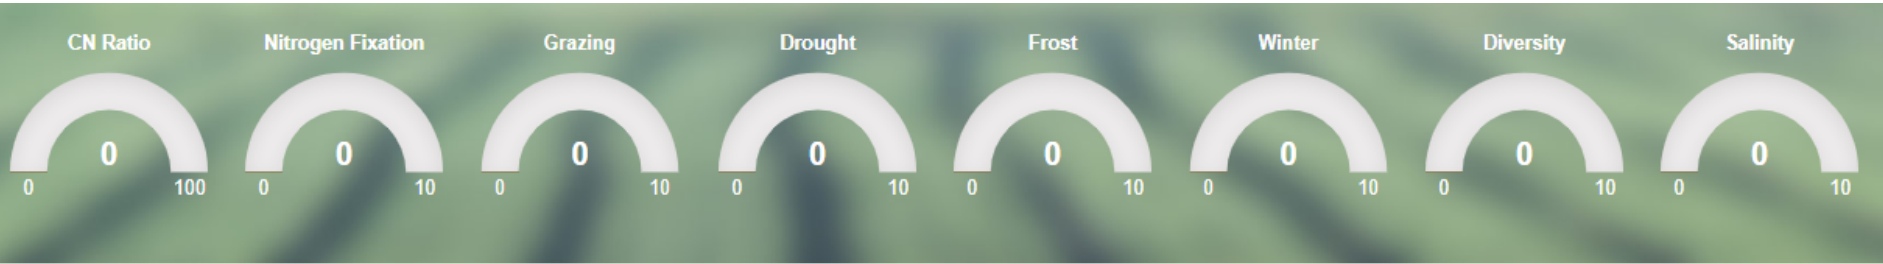 CN Ratio Nitrogen Fixation Grazing Drought Frost Winter Diversity Salinity
0 0 0 0 0 0 0 0
0 100 0 10 0 10 0 10 0 10 0 10 0 10 0 10